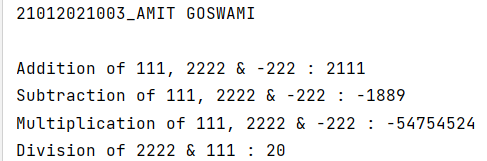 21012021003_AMIT GOSWAMI
Addition of 111, 2222 & -222 : 2111
Subtraction of 111, 2222 & -222 : -1889
Multiplication of 111, 2222 & -222 : -54754524
Division of 2222 & 111 : 20